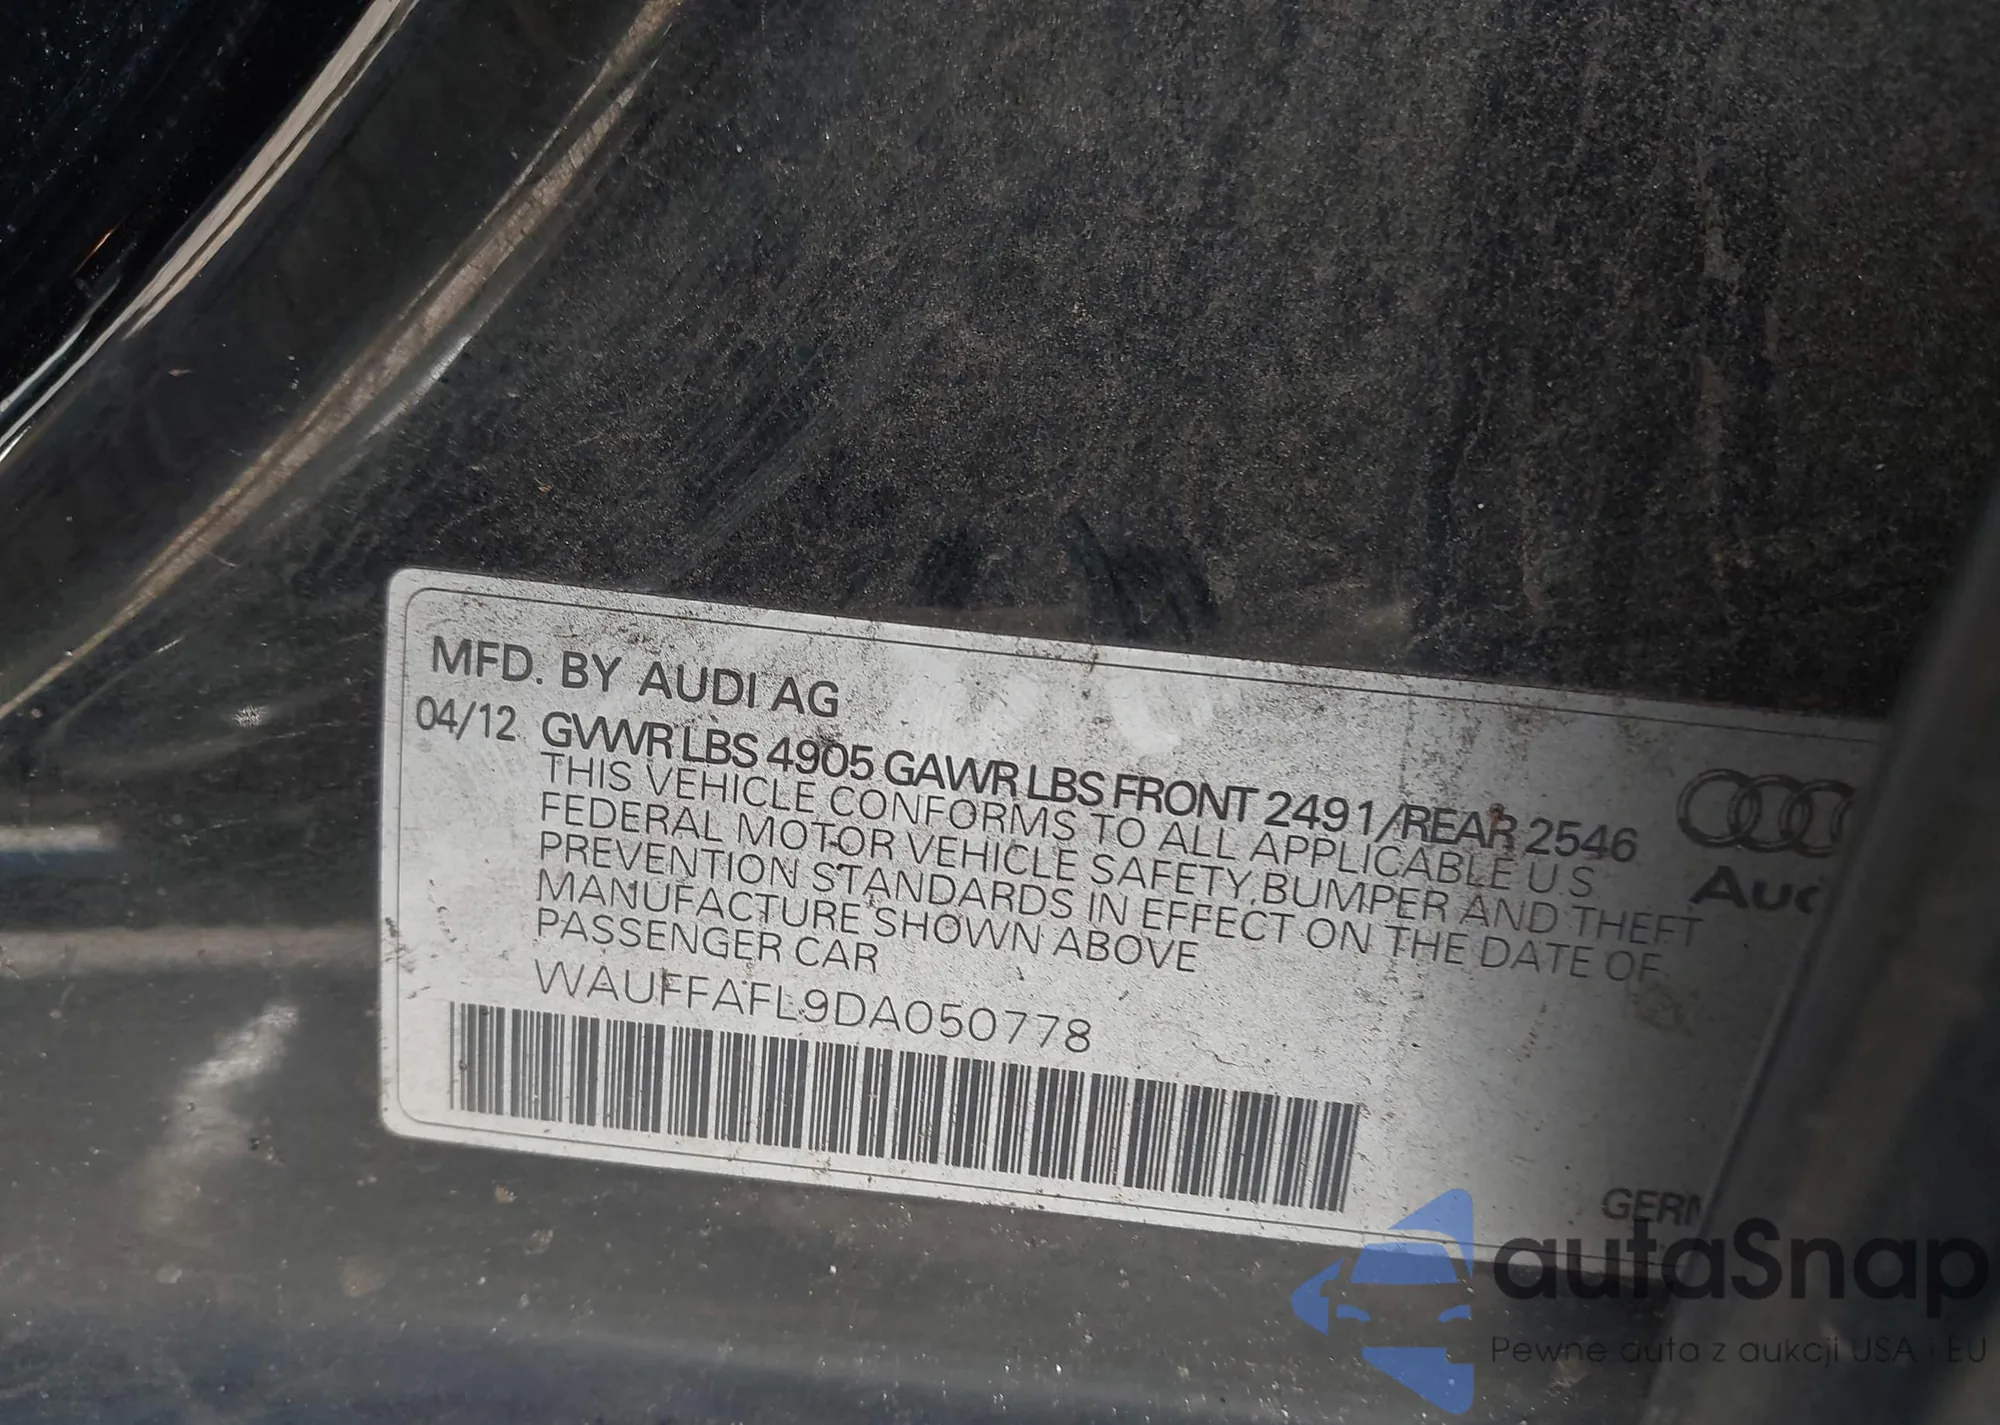 MFD. BY AUDI AG
04/12 GVWR LBS 4905 GAWR LBS FRONT 2491/REAR 2546
THIS VEHICLE CONFORMS TO ALL APPLICABLE U S
FEDERAL MOTOR VEHICLE SAFETY, BUMPER AND THEFT
PREVENTION STANDARDS IN EFFECT ON THE DATE OF
MANUFACTURE SHOWN ABOVE
PASSENGER CAR
WAUFFAFL9DA050778
Aud
GERM
autaSnap
Pewne auta z aukcji USA i EU